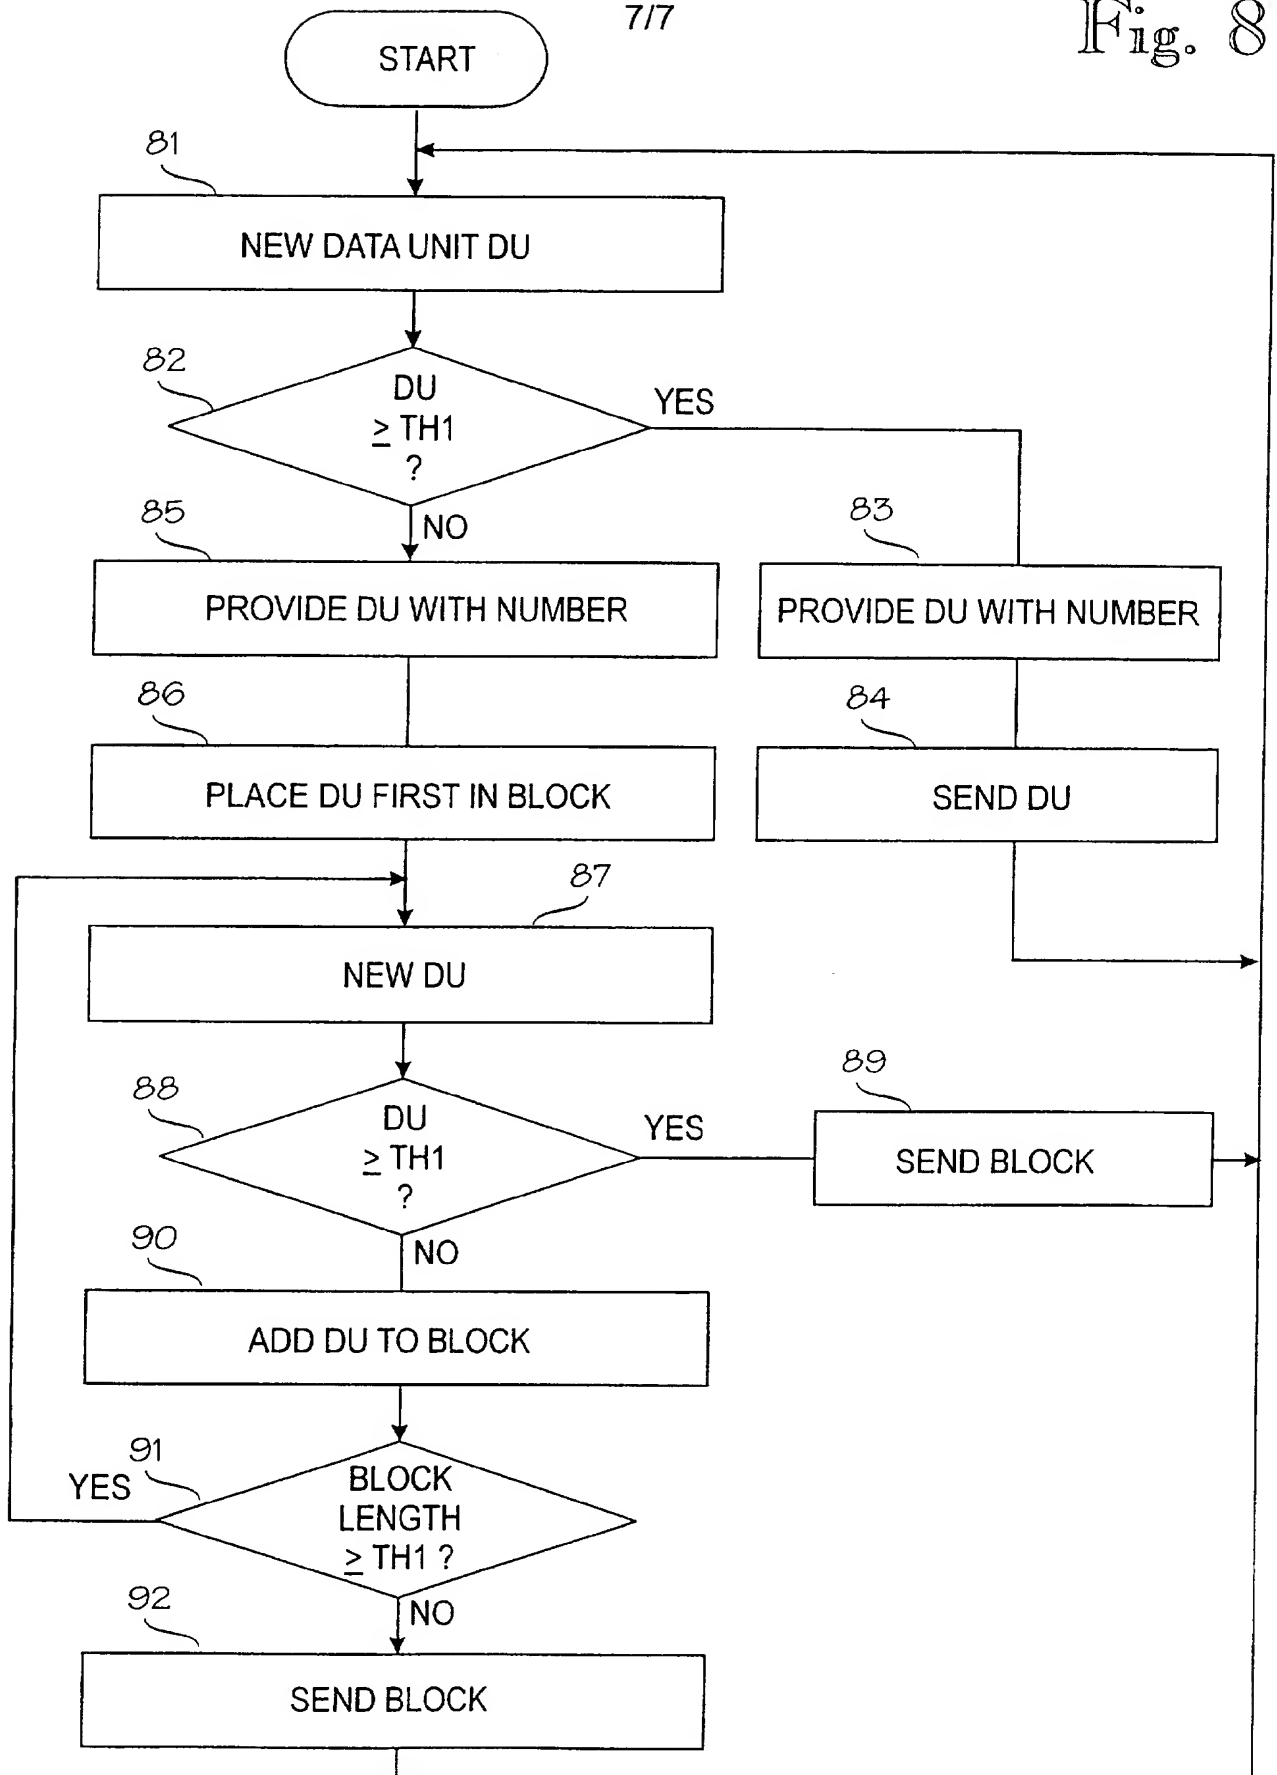 7/7
Fig. 8
START
81
NEW DATA UNIT DU
82
DU
≥ TH1
?
YES
NO
85
PROVIDE DU WITH NUMBER
83
PROVIDE DU WITH NUMBER
86
PLACE DU FIRST IN BLOCK
84
SEND DU
87
NEW DU
88
DU
≥ TH1
?
YES
89
SEND BLOCK
NO
90
ADD DU TO BLOCK
91
YES
BLOCK
LENGTH
≥ TH1 ?
NO
92
SEND BLOCK